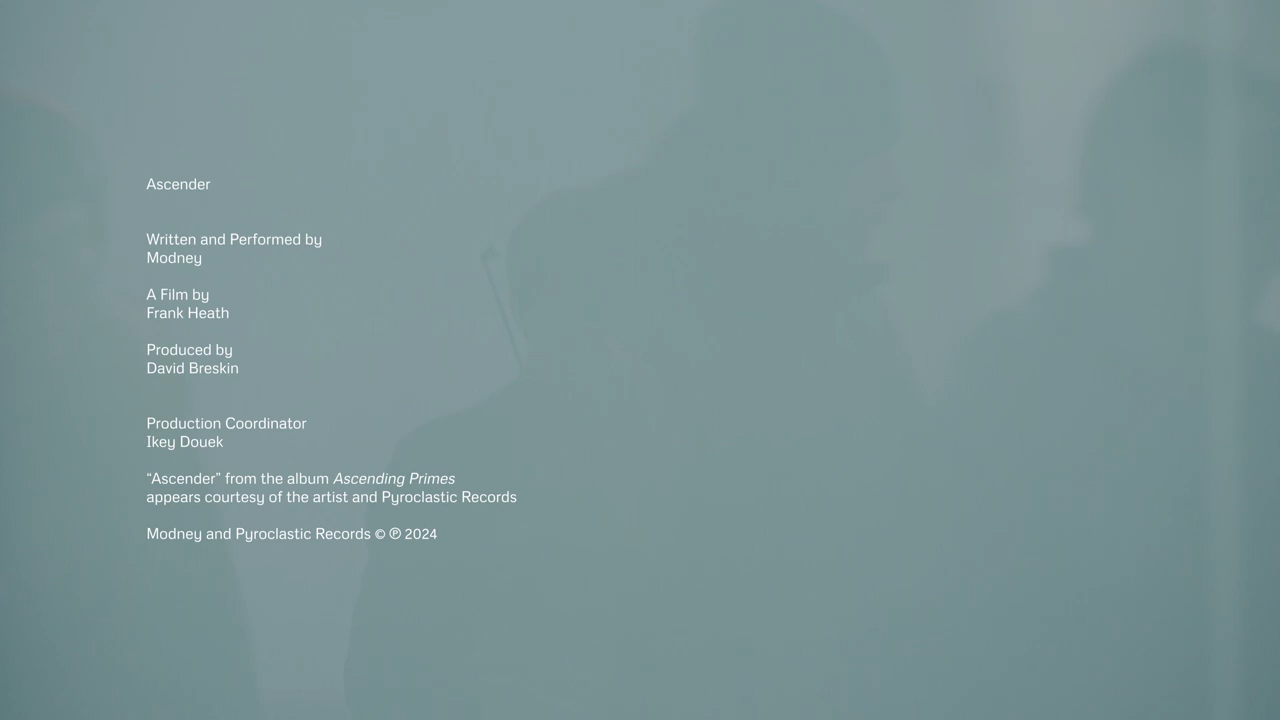 Ascender
Written and Performed by
Modney
A Film by
Frank Heath
Produced by
David Breskin
Production Coordinator
Ikey Douek
“Ascender” from the album Ascending Primes
appears courtesy of the artist and Pyroclastic Records
Modney and Pyroclastic Records © ℗ 2024